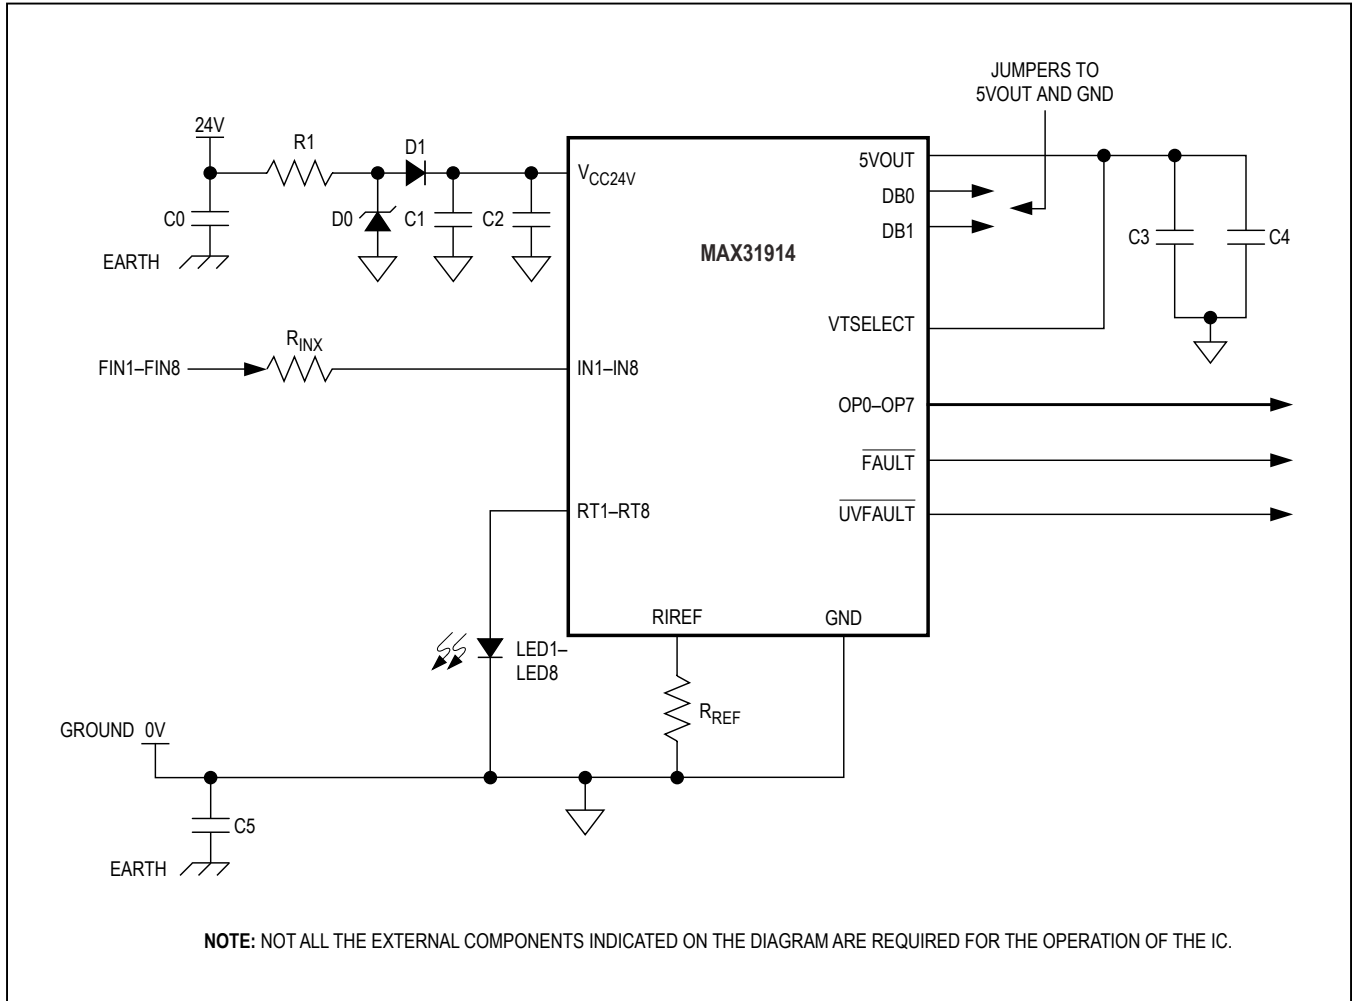 JUMPERS TO
5VOUT AND GND
24V
R1
D1
VCC24V
5VOUT
DB0
DB1
C0
D0
C1
C2
C3
C4
EARTH
MAX31914
VTSELECT
RINX
FIN1–FIN8
IN1–IN8
OP0–OP7
FAULT
UVFAULT
RT1–RT8
RIREF
GND
LED1–
LED8
RREF
GROUND 0V
C5
EARTH
NOTE: NOT ALL THE EXTERNAL COMPONENTS INDICATED ON THE DIAGRAM ARE REQUIRED FOR THE OPERATION OF THE IC.